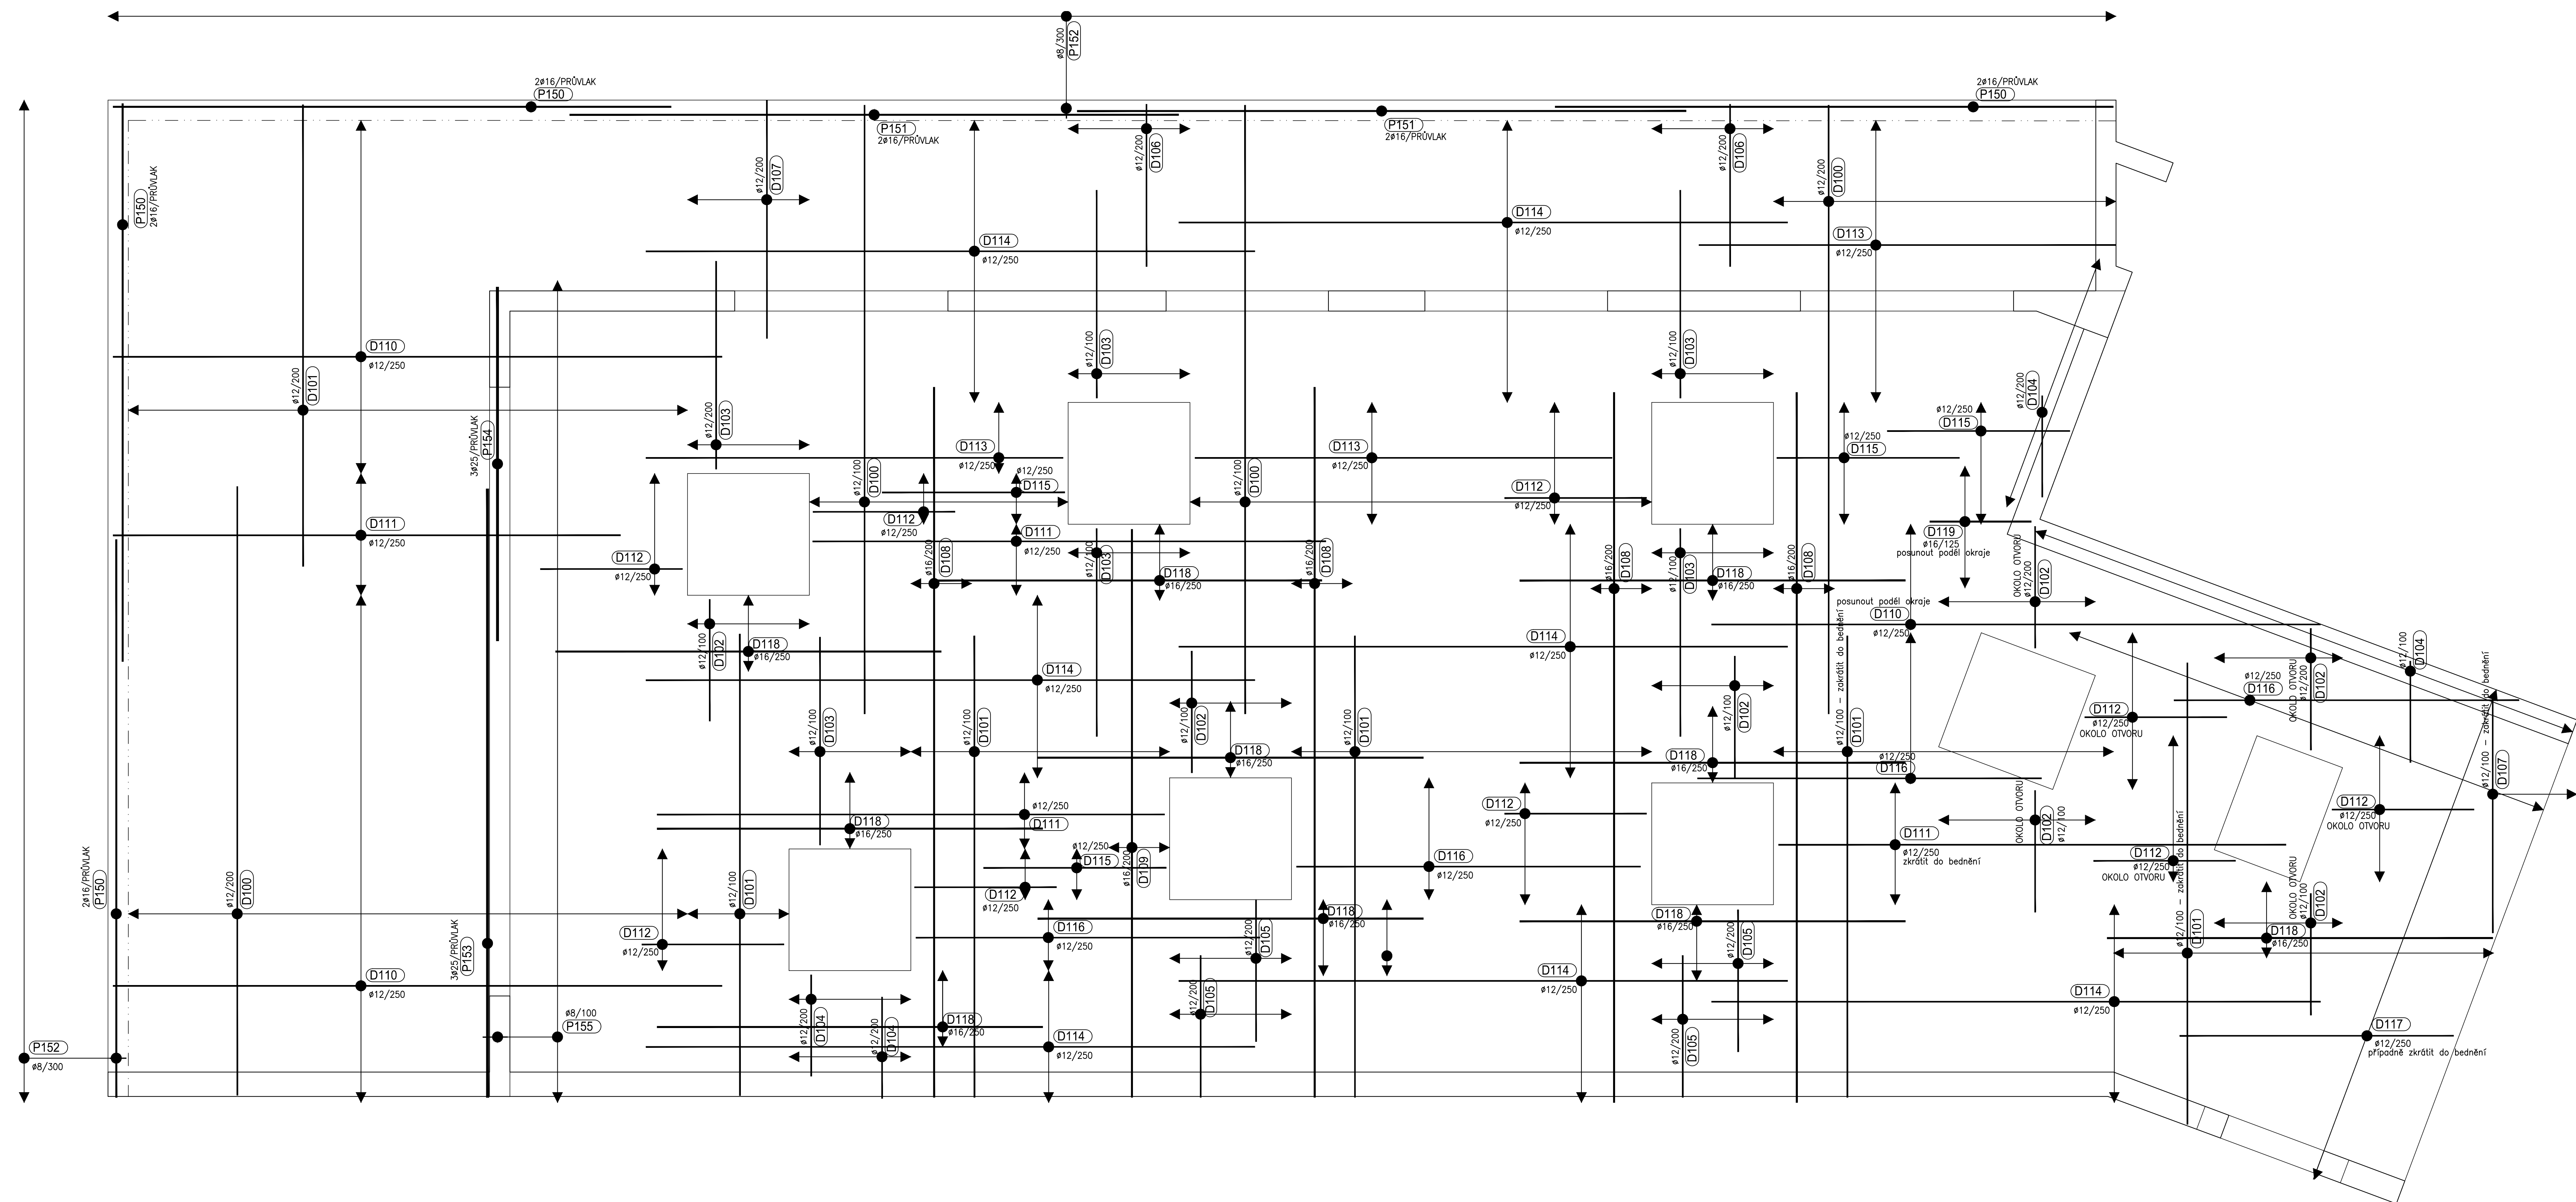 ø8/300
P152
2ø16/PRŮVLAK
P150
2ø16/PRŮVLAK
P150
P151
2ø16/PRŮVLAK
P151
2ø16/PRŮVLAK
ø12/200
D106
ø12/200
D106
P150
2ø16/PRŮVLAK
ø12/200
D107
ø12/200
D100
D114
ø12/250
D114
ø12/250
D113
ø12/250
D110
ø12/250
ø12/100
D103
ø12/100
D103
ø12/200
D101
ø12/200
D103
ø12/200
D104
ø12/250
D115
3ø25/PRŮVLAK
P154
D113
ø12/250
D113
ø12/250
ø12/250
D115
ø12/100
D100
ø12/250
D115
ø12/100
D100
D112
ø12/250
D112
ø12/250
D111
ø12/250
D111
ø12/250
D119
ø16/125
posunout poděl okraje
D112
ø12/250
ø16/200
D108
ø12/100
D103
D118
ø16/250
ø16/200
D108
ø16/200
D108
ø12/100
D103
D118
ø16/250
ø16/200
D108
OKOLO OTVORU
ø12/200
D102
posunout poděl okraje
D110
ø12/250
ø12/100
D102
D118
ø16/250
D114
ø12/250
D114
ø12/250
ø12/100 – zakrátit do bednění
D101
OKOLO OTVORU
ø12/200
D102
ø12/100
D104
ø12/250
D116
ø12/100 – zakrátit do bednění
D107
ø12/100
D103
ø12/100
D101
ø12/100
D102
D118
ø16/250
ø12/100
D101
ø12/100
D102
D118
ø16/250
ø12/250
D116
D112
ø12/250
OKOLO OTVORU
ø12/250
D111
D118
ø16/250
D112
ø12/250
D112
ø12/250
OKOLO OTVORU
OKOLO OTVORU
D102
ø12/100
D111
ø12/250
zkrátit do bednění
ø12/250
D115
ø16/200
D109
D116
ø12/250
D112
ø12/250
OKOLO OTVORU
2ø16/PRŮVLAK
P150
ø12/200
D100
ø12/100
D101
D112
ø12/250
D118
ø16/250
D118
ø16/250
OKOLO OTVORU
ø12/100
D102
ø12/100 – zakrátit do bednění
D101
D118
ø16/250
3ø25/PRŮVLAK
P153
D112
ø12/250
D116
ø12/250
ø12/200
D105
ø12/200
D105
D110
ø12/250
D114
ø12/250
D114
ø12/250
ø12/200
D105
ø8/100
P155
ø12/200
D104
ø12/200
D104
D118
ø16/250
D114
ø12/250
ø12/200
D105
D117
ø12/250
případně zkrátit do bednění
P152
ø8/300